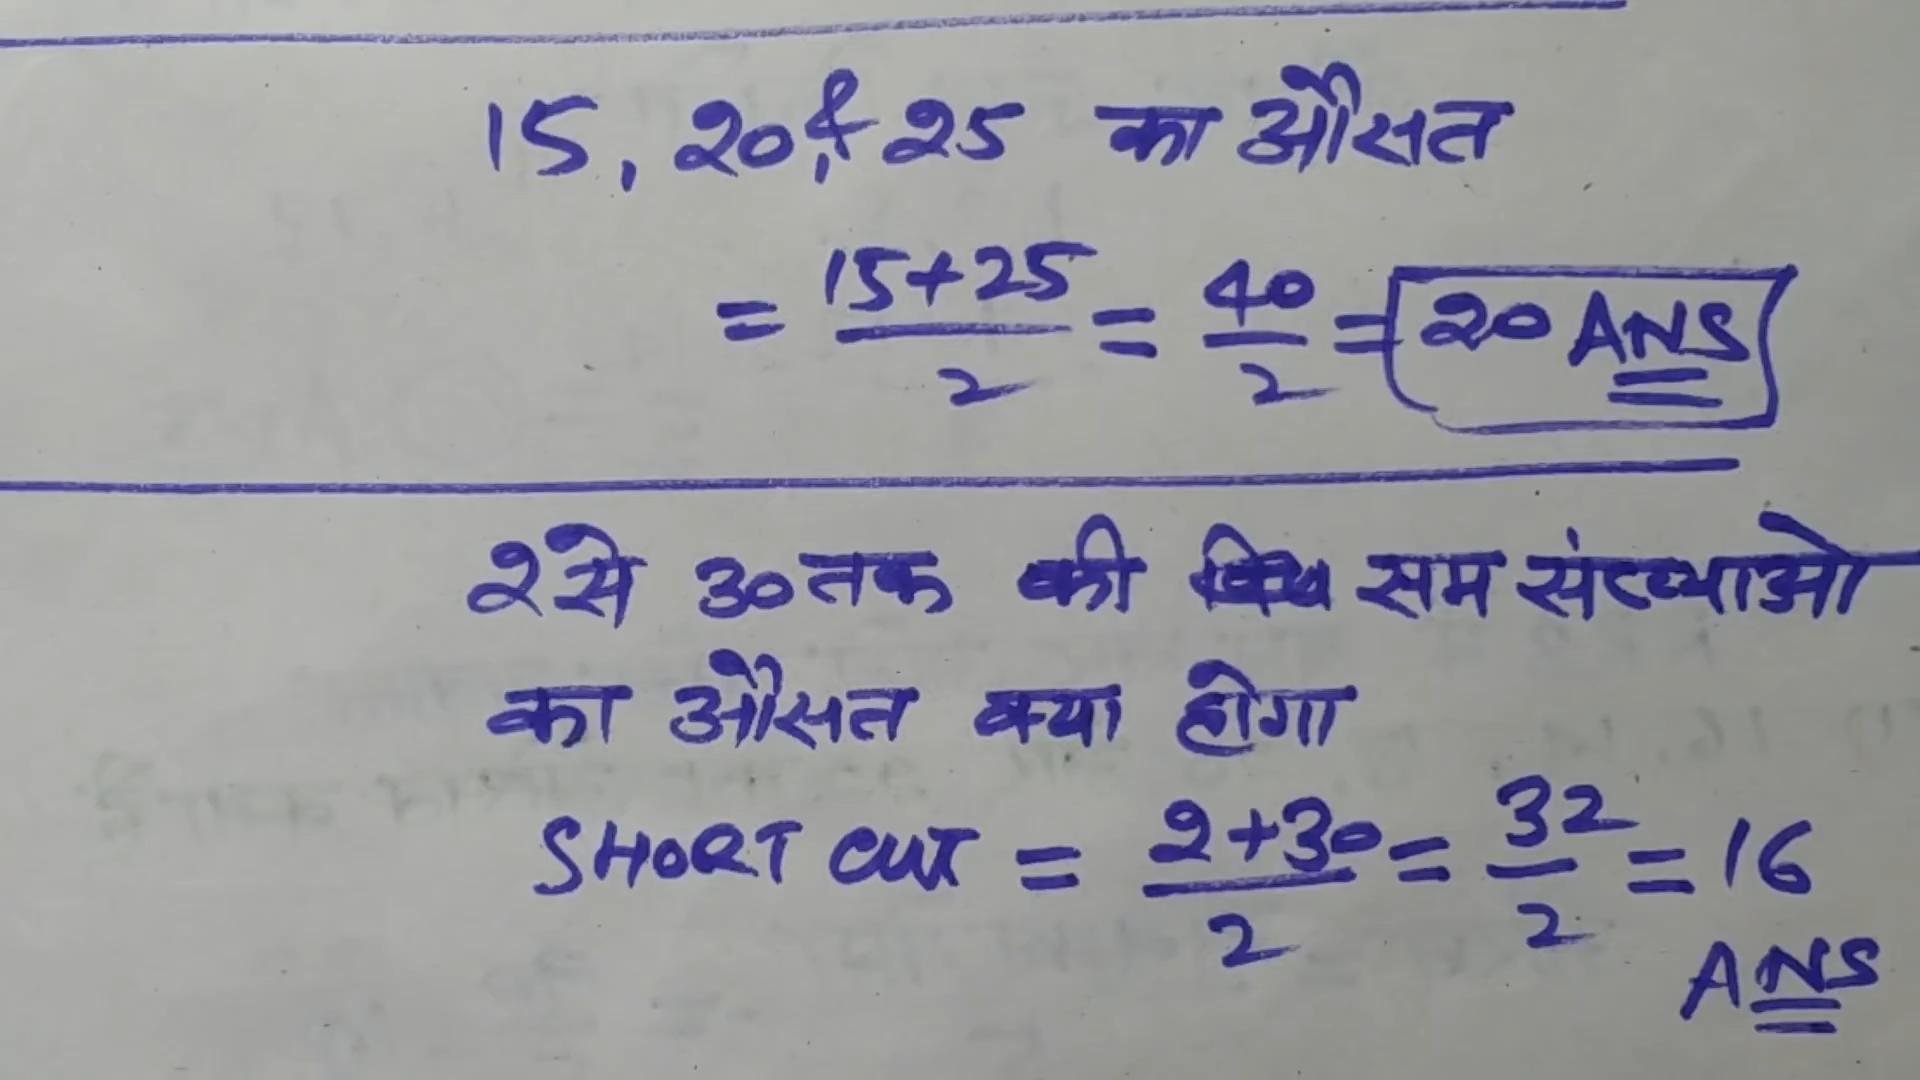 15, 20, & 25 का औसत
= 15+25/2 = 40/2 = 20 ANS
2 से 30 तक की सम संख्याओ
का औसत क्या होगा
SHORT CUT = 2+30/2 = 32/2 = 16
ANS